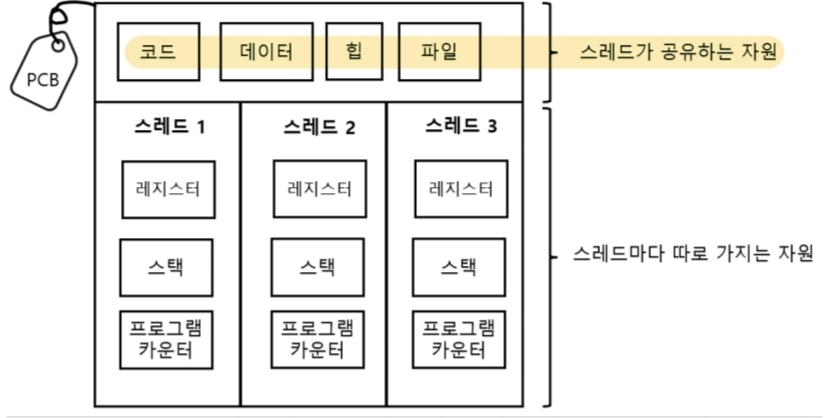 PCB
코드 데이터 힙 파일 스레드가 공유하는 자원
스레드 1 스레드 2 스레드 3
레지스터 레지스터 레지스터
스레드마다 따로 가지는 자원
스택 스택 스택
프로그램 프로그램 프로그램
카운터 카운터 카운터